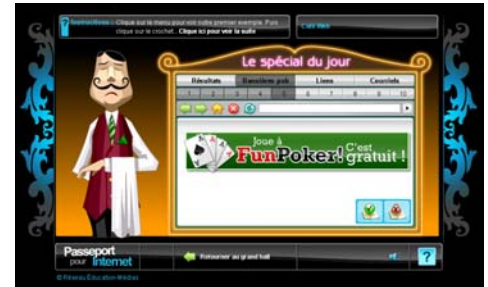 Instructions : Clique sur le menu pour voir notre premier exemple. Puis
clique sur le crochet. Clique ici pour voir la suite
Le spécial du jour
Résultats Bannières pub Liens Courriels
1 2 3 4 5 6 7 8 9 10
Joue à
FunPoker! C'est
gratuit !
Passeport
pour Internet
Retourner au grand hall
?
© Réseau Éducation-Médias